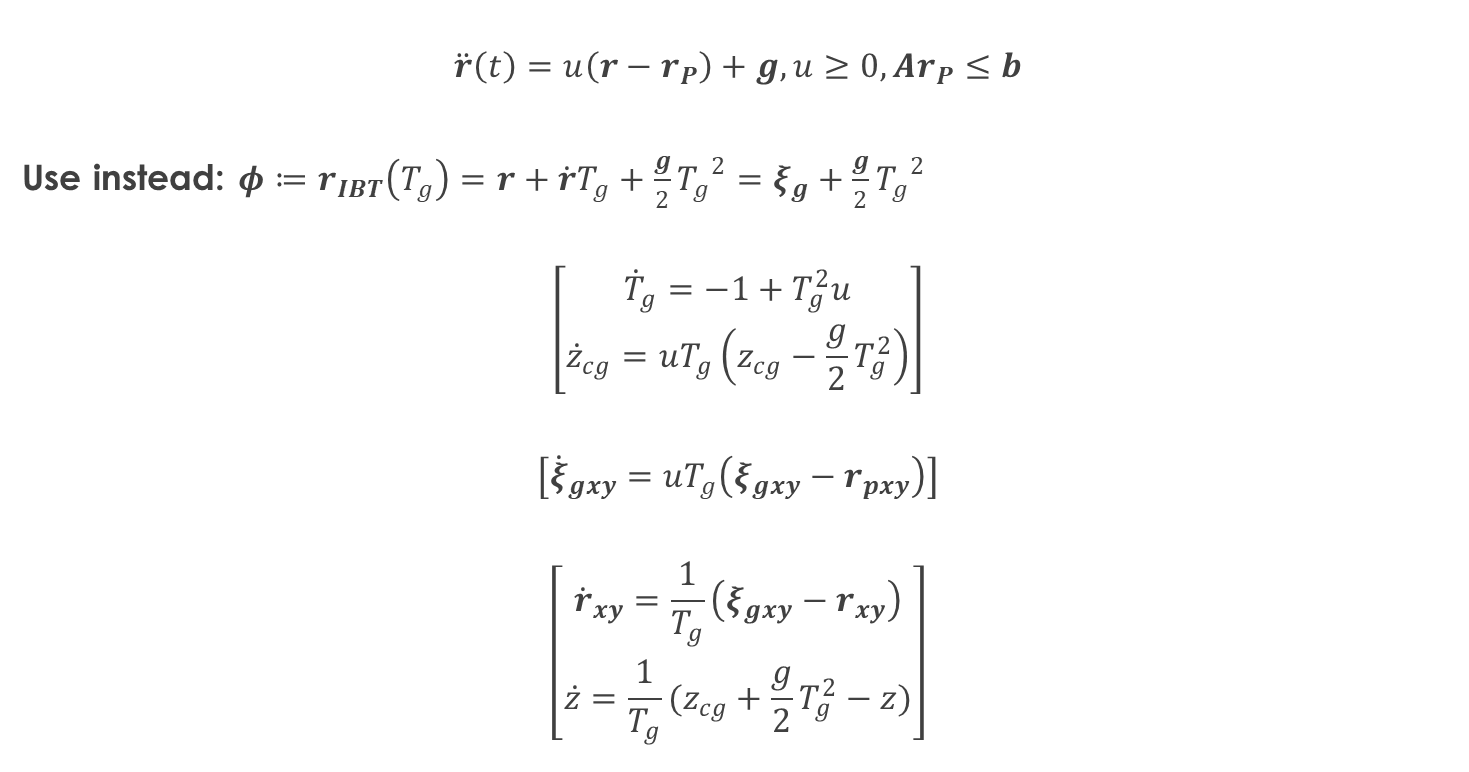 r̈(t) = u(r − r_P) + g, u ≥ 0, Ar_P ≤ b
Use instead: ϕ ≔ r_IBT(T_g) = r + ṙT_g + g/2 T_g² = ξ_g + g/2 T_g²
Ṫ_g = −1 + T_g²u
ż_cg = uT_g(z_cg − g/2 T_g²)
[ξ̇_gxy = uT_g(ξ_gxy − r_pxy)]
ṙ_xy = 1/T_g (ξ_gxy − r_xy)
ż = 1/T_g (z_cg + g/2 T_g² − z)